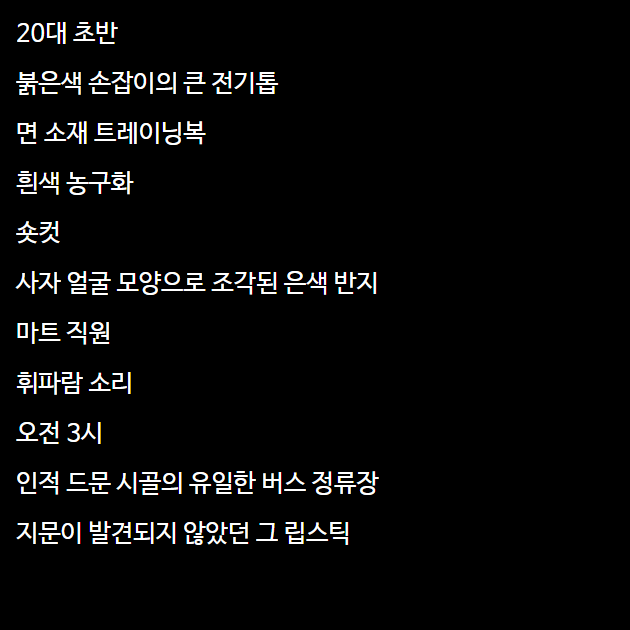 20대 초반
붉은색 손잡이의 큰 전기톱
면 소재 트레이닝복
흰색 농구화
숏컷
사자 얼굴 모양으로 조각된 은색 반지
마트 직원
휘파람 소리
오전 3시
인적 드문 시골의 유일한 버스 정류장
지문이 발견되지 않았던 그 립스틱